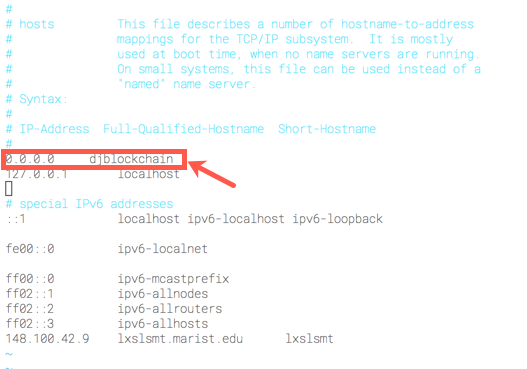 #
# hosts         This file describes a number of hostname-to-address
#               mappings for the TCP/IP subsystem.  It is mostly
#               used at boot time, when no name servers are running.
#               On small systems, this file can be used instead of a
#               "named" name server.
# Syntax:
#
# IP-Address  Full-Qualified-Hostname  Short-Hostname
#
0.0.0.0     djblockchain
127.0.0.1       localhost
# special IPv6 addresses
::1             localhost ipv6-localhost ipv6-loopback
fe00::0         ipv6-localnet
ff00::0         ipv6-mcastprefix
ff02::1         ipv6-allnodes
ff02::2         ipv6-allrouters
ff02::3         ipv6-allhosts
148.100.42.9    lxslsmt.marist.edu      lxslsmt
~
~